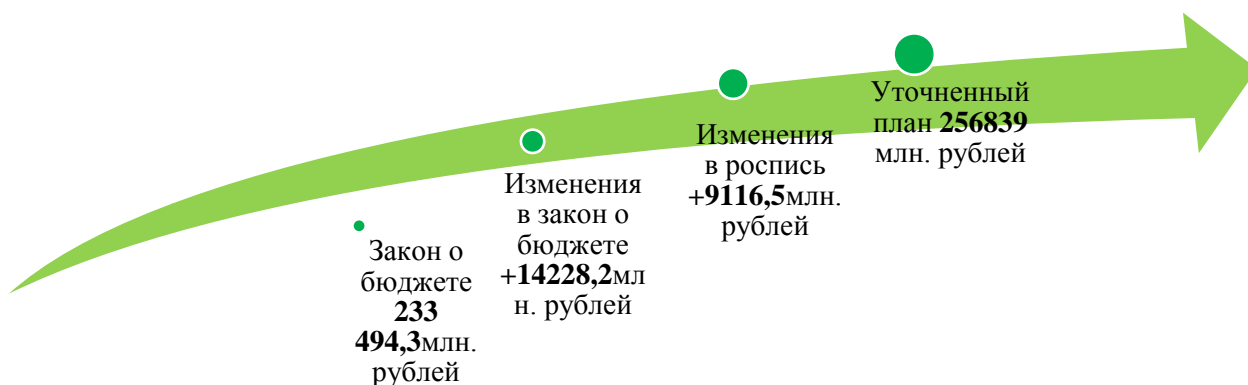 Закон о
бюджете
233
494,3млн.
рублей
Изменения
в закон о
бюджете
+14228,2мл
н. рублей
Изменения
в роспись
+9116,5млн.
рублей
Уточненный
план 256839
млн. рублей